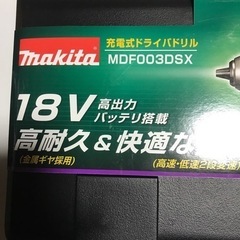 makita
充電式ドライバドリル
MDF003DSX
18V 高出力
バッテリ搭載
高耐久&快適な
(金属ギヤ採用)
(高速・低速2段変速)